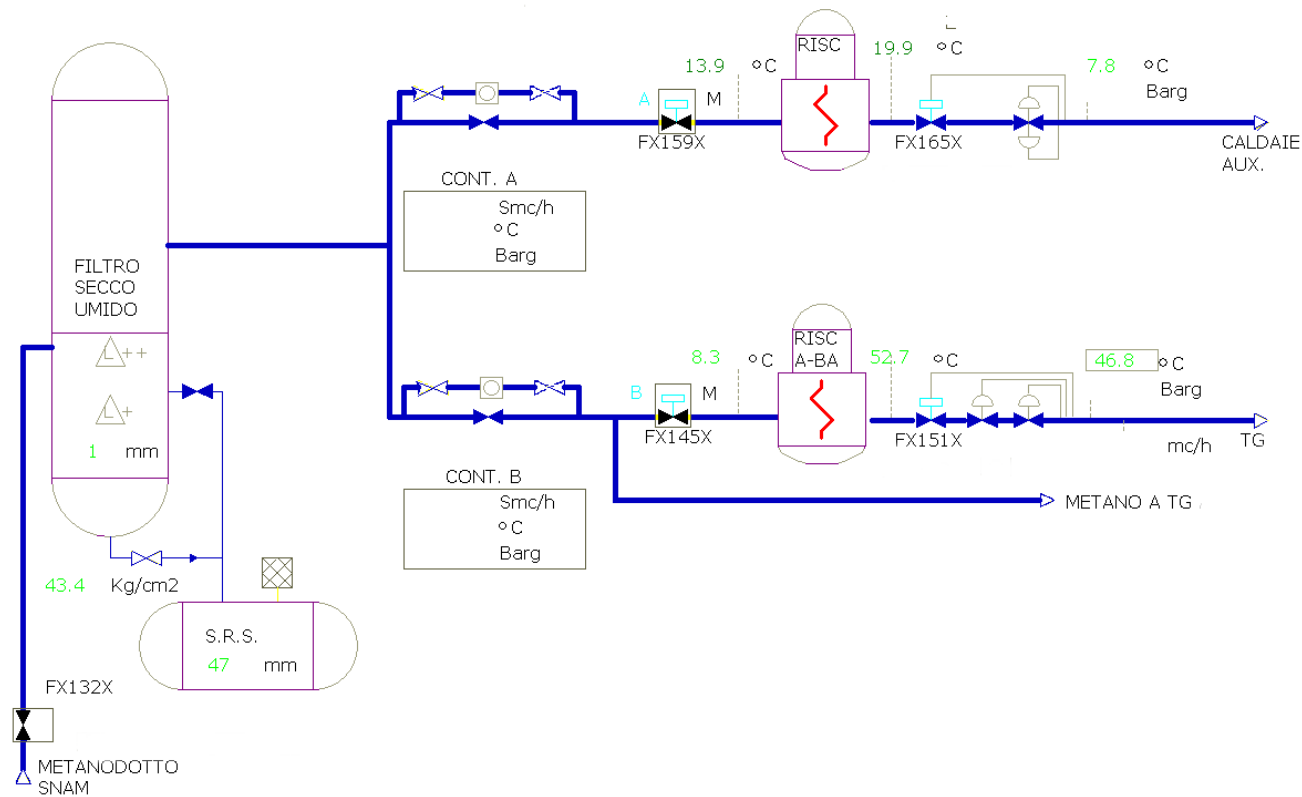 L
RISC
13.9 °C
19.9 °C
7.8 °C
Barg
A
M
FX159X
FX165X
CALDAIE
AUX.
CONT. A
Smc/h
°C
Barg
FILTRO
SECCO
UMIDO
L++
L+
1 mm
RISC
A-BA
8.3 °C
52.7 °C
46.8 °C
Barg
B
M
FX145X
FX151X
mc/h
TG
CONT. B
Smc/h
°C
Barg
METANO A TG
43.4 Kg/cm2
S.R.S.
47 mm
FX132X
METANODOTTO
SNAM